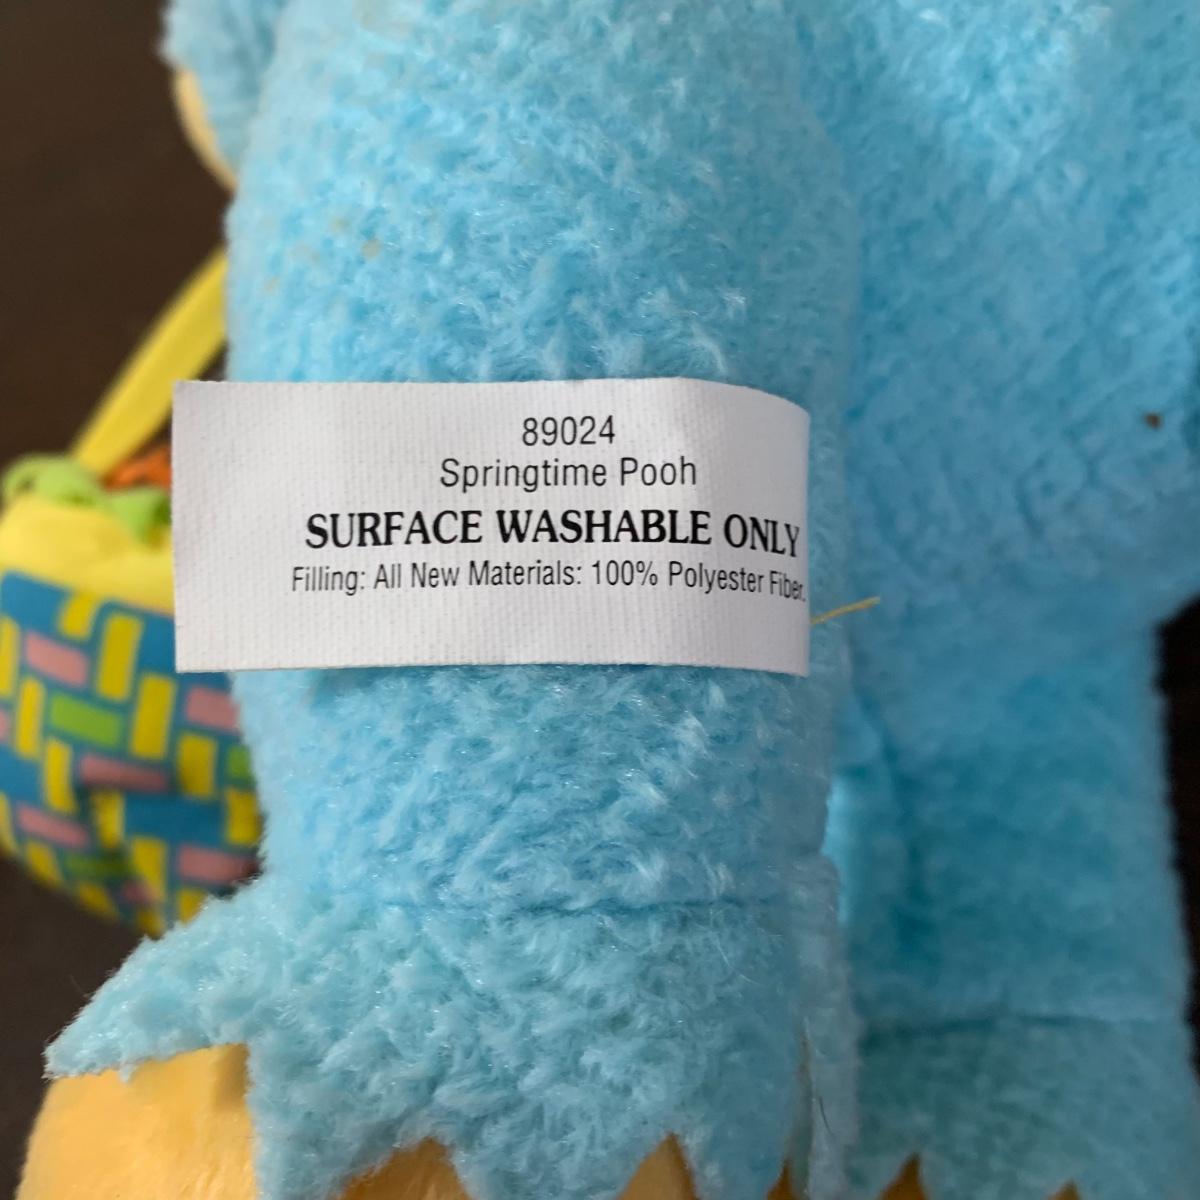 89024
Springtime Pooh
SURFACE WASHABLE ONLY
Filling: All New Materials: 100% Polyester Fiber.